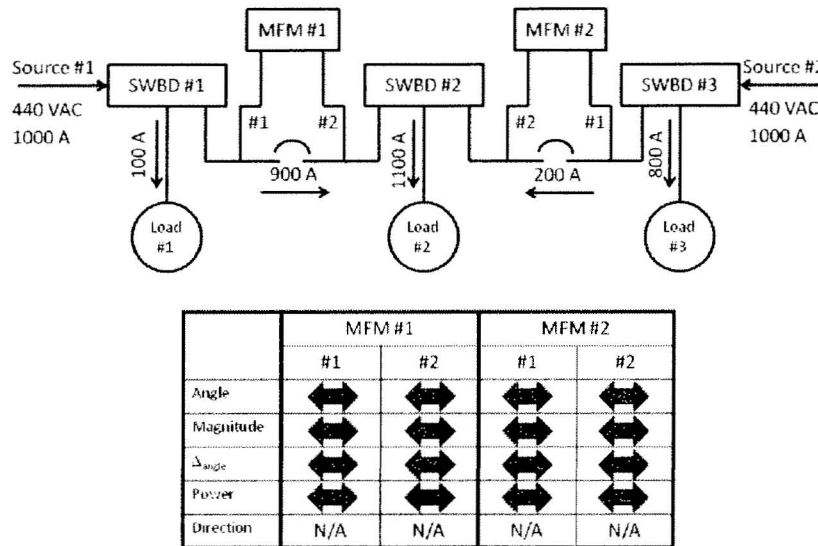 MFM #1 MFM #2
Source #1 SWBD #1 SWBD #2 SWBD #3 Source #2
440 VAC #1 #2 #2 #1 440 VAC
1000 A 1000 A
100 A 900 A 1100 A 200 A 800 A
Load Load Load
#1 #2 #3
MFM #1 MFM #2
#1 #2 #1 #2
Angle
Magnitude
Δangle
Power
Direction N/A N/A N/A N/A